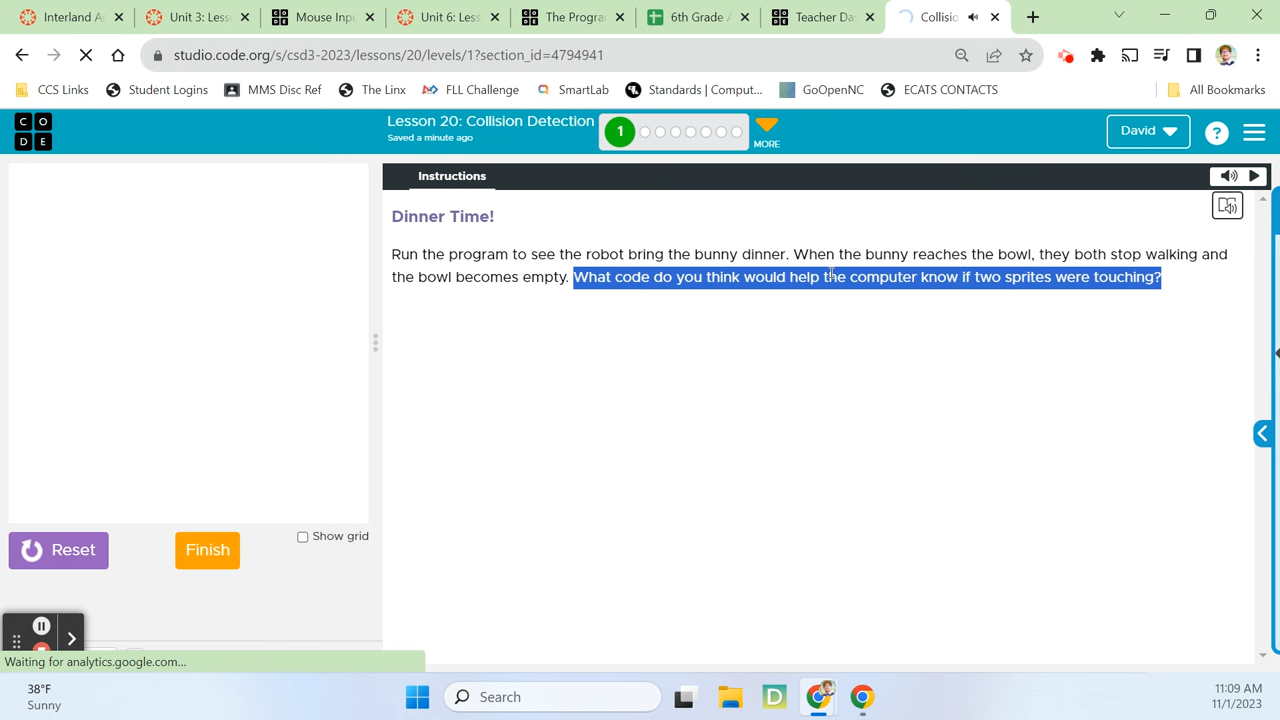 Interland As
Unit 3: Less
Mouse Inpu
Unit 6: Less
The Progra
6th Grade A
Teacher Da
Collisio
studio.code.org/s/csd3-2023/lessons/20/levels/1?section_id=4794941
CCS Links
Student Logins
MMS Disc Ref
The Linx
FLL Challenge
SmartLab
Standards | Comput...
GoOpenNC
ECATS CONTACTS
All Bookmarks
C O
D E
Lesson 20: Collision Detection
Saved a minute ago
1
MORE
David
?
Instructions
Dinner Time!
Run the program to see the robot bring the bunny dinner. When the bunny reaches the bowl, they both stop walking and
the bowl becomes empty. What code do you think would help the computer know if two sprites were touching?
Reset
Finish
Show grid
Waiting for analytics.google.com...
38°F
Sunny
Search
D
11:09 AM
11/1/2023